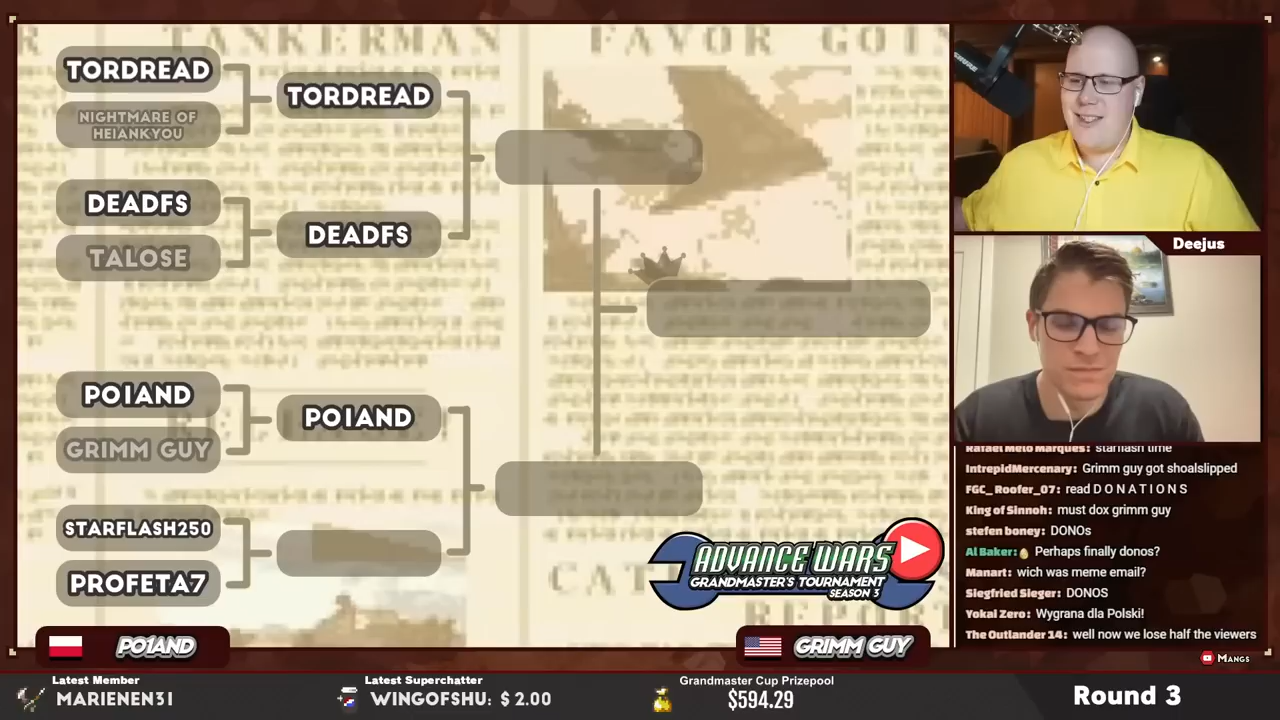 TANKERMAN FAVOR
TORDREAD
NIGHTMARE OF
HEIANKYOU
TORDREAD
DEADFS
TALOSE
DEADFS
PO1AND
GRIMM GUY
PO1AND
STARFLASH250
PROFETA7
ADVANCE WARS
GRANDMASTER'S TOURNAMENT
SEASON 3
PO1AND
GRIMM GUY
Deejus
Rafael Melo Marques: starflash time
IntrepidMercenary: Grimm guy got shoalslipped
FGC_Roofer_07: read D O N A T I O N S
King of Sinnoh: must dox grimm guy
stefen boney: DONOs
Al Baker: Perhaps finally donos?
Manart: wich was meme email?
Siegfried Sieger: DONOS
Yokai Zero: Wygrana dla Polski!
The Outlander 14: well now we lose half the viewers
MANGS
Latest Member
MARIENEN31
Latest Superchatter
WINGOFSHU: $ 2.00
Grandmaster Cup Prizepool
$594.29
Round 3